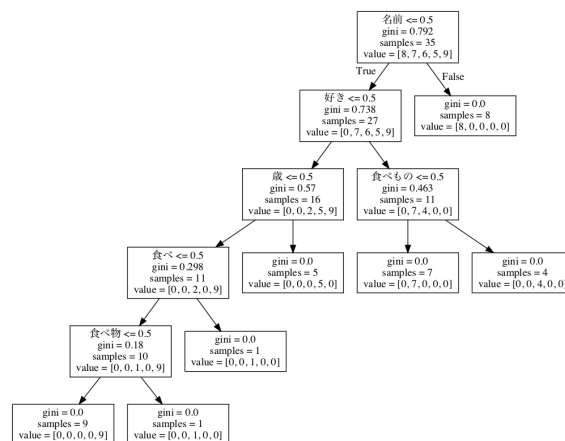 名前 <= 0.5
gini = 0.792
samples = 35
value = [8, 7, 6, 5, 9]
True
False
好き <= 0.5
gini = 0.738
samples = 27
value = [0, 7, 6, 5, 9]
gini = 0.0
samples = 8
value = [8, 0, 0, 0, 0]
歳 <= 0.5
gini = 0.57
samples = 16
value = [0, 0, 2, 5, 9]
食べもの <= 0.5
gini = 0.463
samples = 11
value = [0, 7, 4, 0, 0]
食べ <= 0.5
gini = 0.298
samples = 11
value = [0, 0, 2, 0, 9]
gini = 0.0
samples = 5
value = [0, 0, 0, 5, 0]
gini = 0.0
samples = 7
value = [0, 7, 0, 0, 0]
gini = 0.0
samples = 4
value = [0, 0, 4, 0, 0]
食べ物 <= 0.5
gini = 0.18
samples = 10
value = [0, 0, 1, 0, 9]
gini = 0.0
samples = 1
value = [0, 0, 1, 0, 0]
gini = 0.0
samples = 9
value = [0, 0, 0, 0, 9]
gini = 0.0
samples = 1
value = [0, 0, 1, 0, 0]